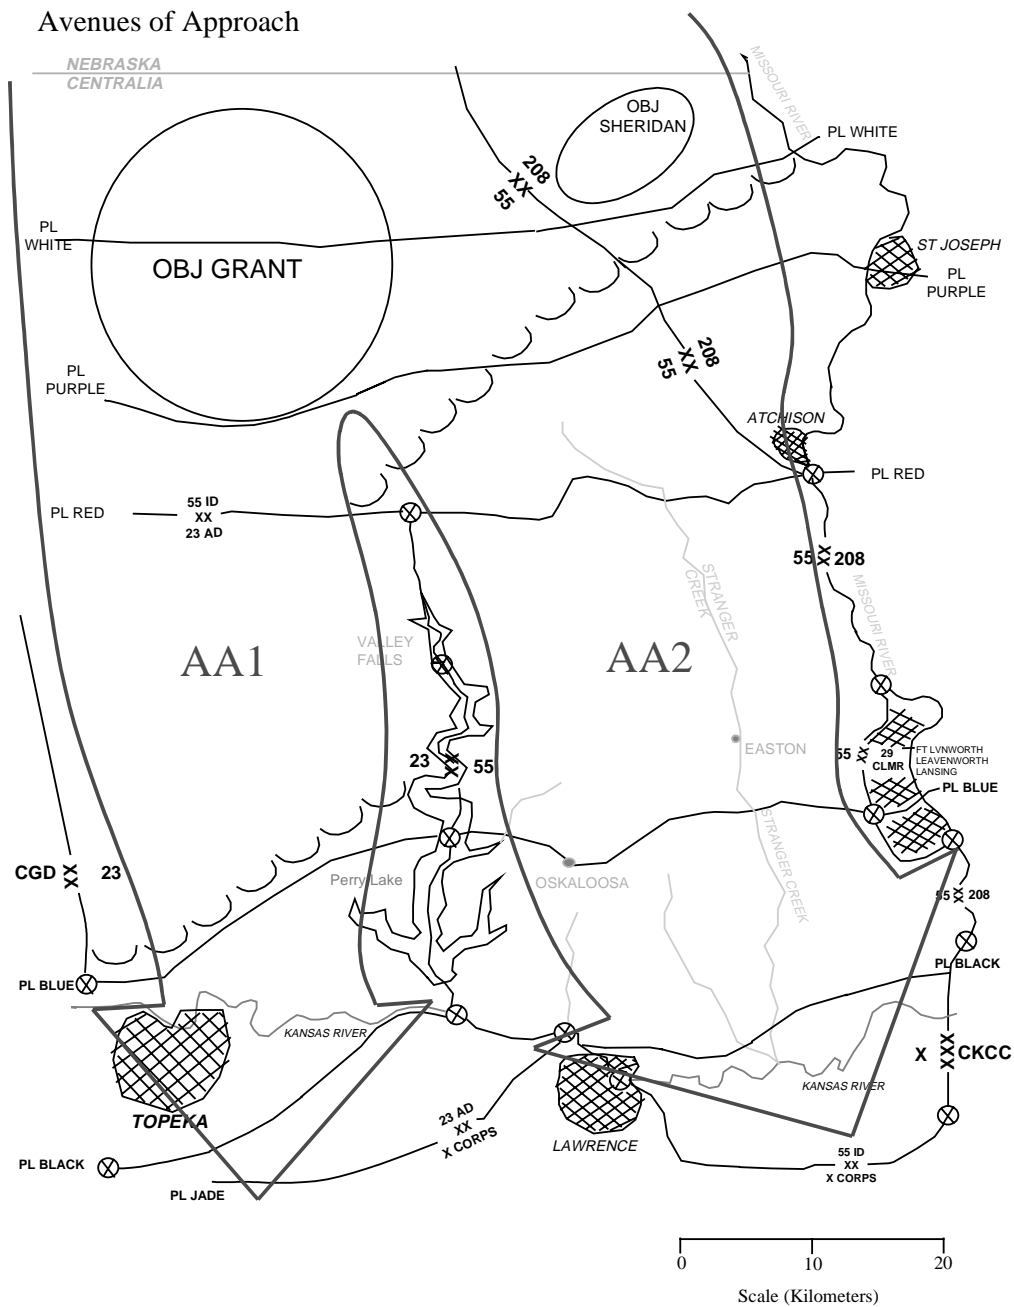 Avenues of Approach
NEBRASKA
CENTRALIA
MISSOURI RIVER
OBJ
SHERIDAN
PL WHITE
208
XX
55
PL
WHITE
OBJ GRANT
ST JOSEPH
PL
PURPLE
208
XX
55
PL
PURPLE
ATCHISON
PL RED
PL RED
55 ID
XX
23 AD
55 XX 208
STRANGER
CREEK
MISSOURI RIVER
VALLEY
FALLS
AA1
AA2
EASTON
23 XX 55
55 XX
29
CLMR
FT LVNWORTH
LEAVENWORTH
LANSING
PL BLUE
STRANGER CREEK
CGD XX 23
Perry Lake
OSKALOOSA
55 XX 208
PL BLACK
PL BLUE
KANSAS RIVER
X XXX CKCC
KANSAS RIVER
TOPEKA
23 AD
XX
X CORPS
LAWRENCE
55 ID
XX
X CORPS
PL BLACK
PL JADE
0 10 20
Scale (Kilometers)